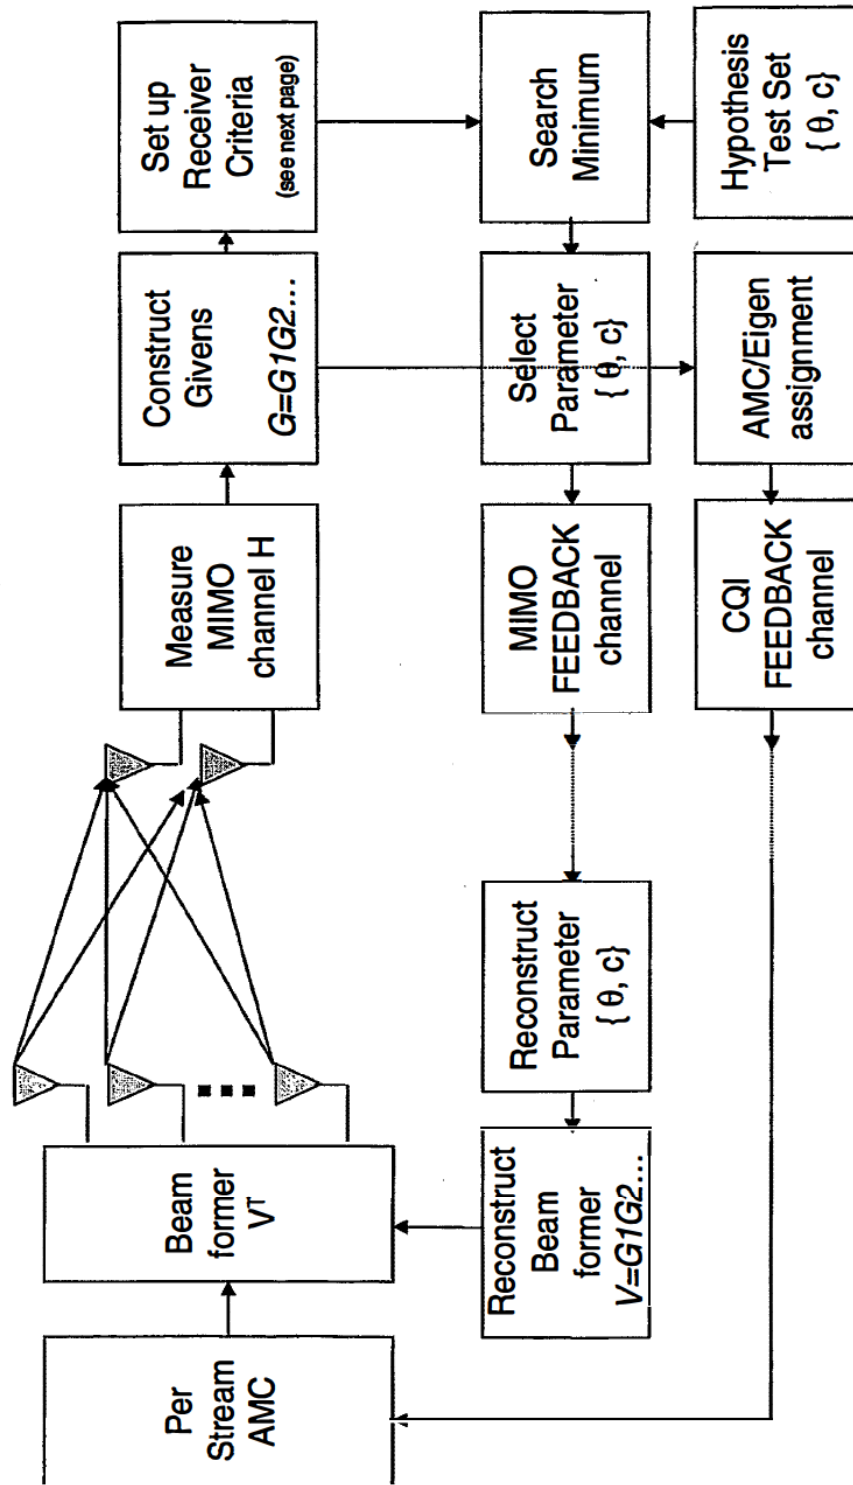 Per
Stream
AMC
Beam
former
Vᵀ
Measure
MIMO
channel H
Construct
Givens
G=G1G2...
Set up
Receiver
Criteria
(see next page)
Reconstruct
Beam
former
V=G1G2...
Reconstruct
Parameter
{ θ, c}
MIMO
FEEDBACK
channel
Select
Parameter
{ θ, c}
Search
Minimum
CQI
FEEDBACK
channel
AMC/Eigen
assignment
Hypothesis
Test Set
{ θ, c}